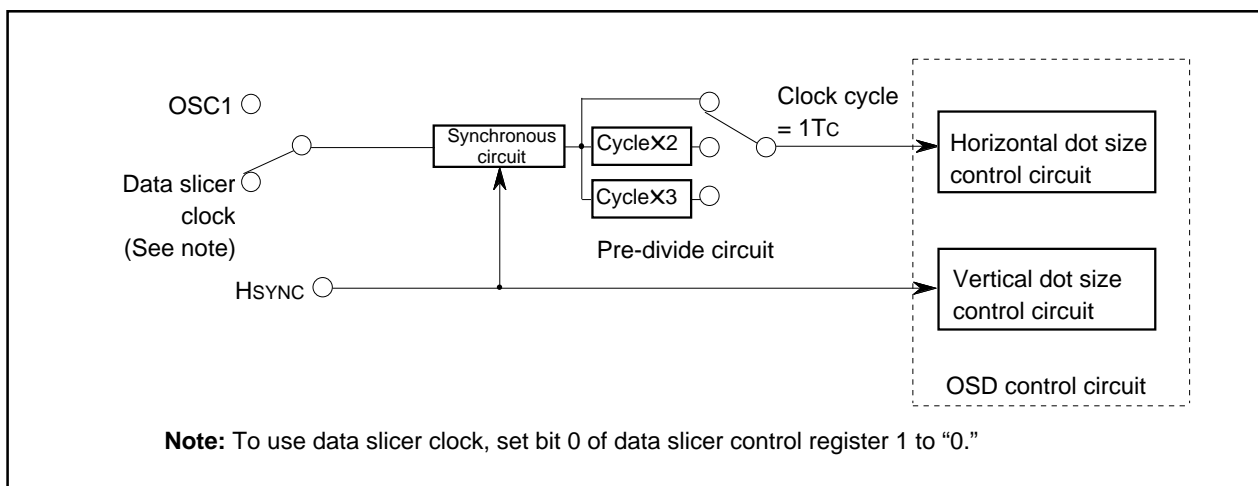 OSC1
Data slicer
clock
(See note)
HSYNC
Synchronous
circuit
Cycle×2
Cycle×3
Pre-divide circuit
Clock cycle
= 1TC
Horizontal dot size
control circuit
Vertical dot size
control circuit
OSD control circuit
Note: To use data slicer clock, set bit 0 of data slicer control register 1 to “0.”